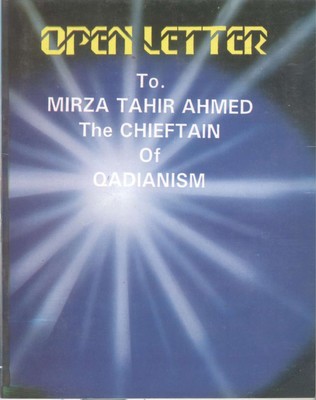 OPEN LETTER
To.
MIRZA TAHIR AHMED
The CHIEFTAIN
Of
QADIANISM